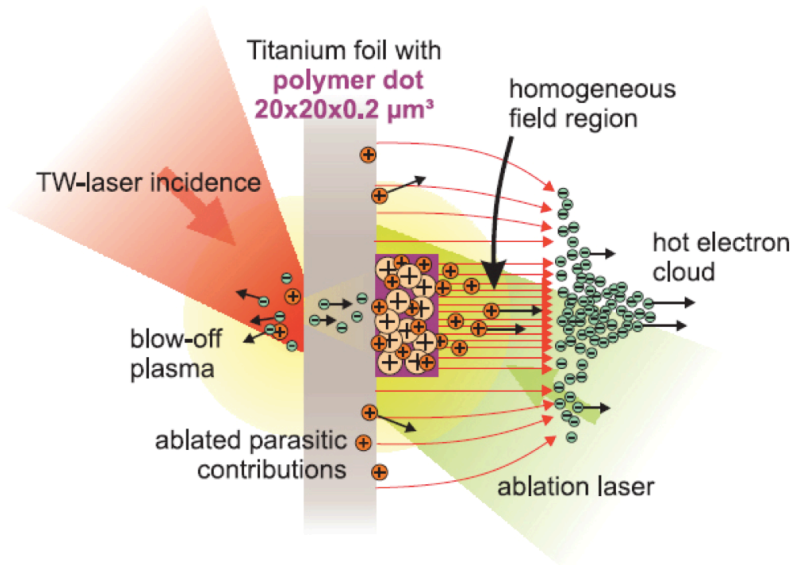 Titanium foil with
polymer dot
20x20x0.2 µm³
homogeneous
field region
TW-laser incidence
hot electron
cloud
blow-off
plasma
ablated parasitic
contributions
ablation laser